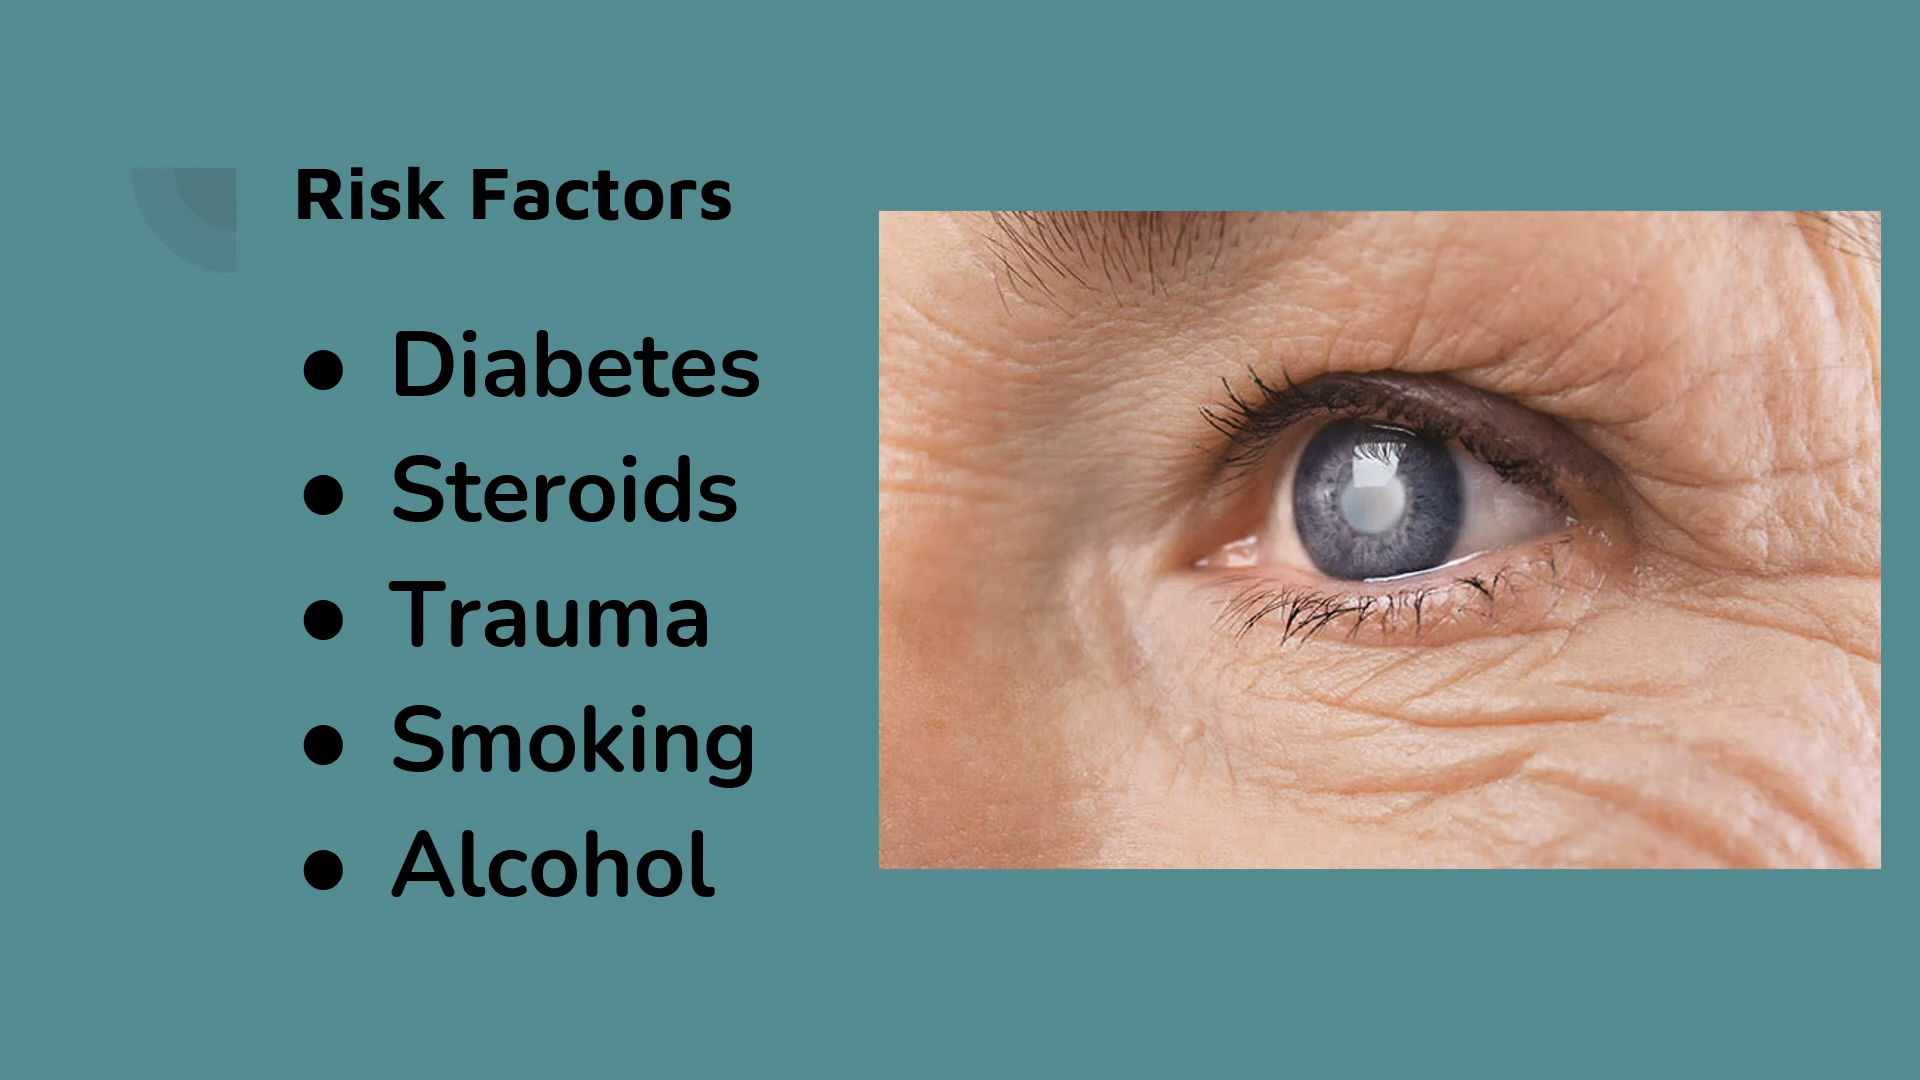 Risk Factors
● Diabetes
● Steroids
● Trauma
● Smoking
● Alcohol